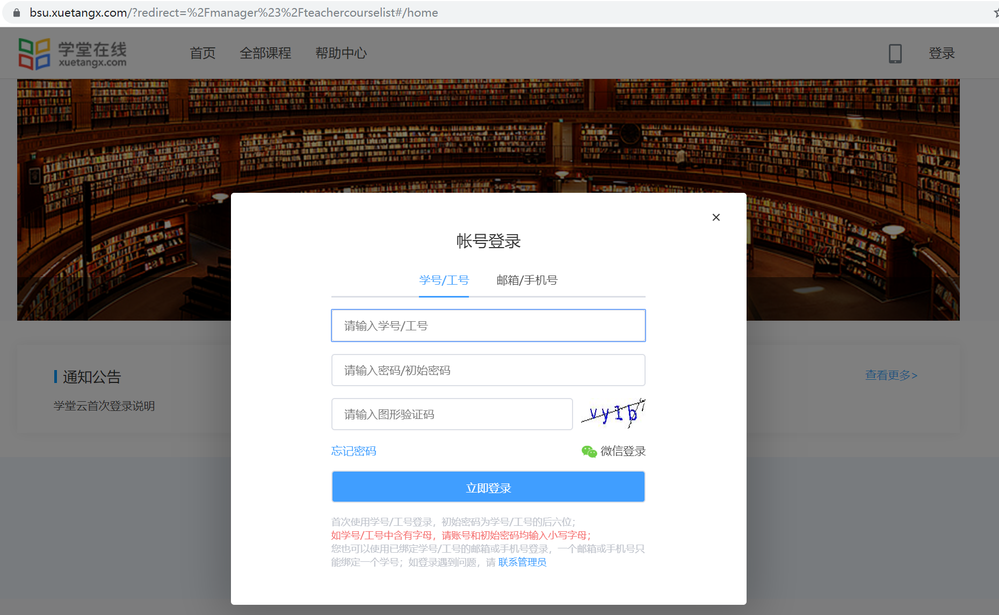 bsu.xuetangx.com/?redirect=%2Fmanager%23%2Fteachercourselist#/home
学堂在线
xuetangx.com
首页
全部课程
帮助中心
登录
帐号登录
学号/工号
邮箱/手机号
请输入学号/工号
请输入密码/初始密码
请输入图形验证码
vyib
忘记密码
微信登录
立即登录
首次使用学号/工号登录，初始密码为学号/工号的后六位；
如学号/工号中含有字母，请账号和初始密码均输入小写字母；
您也可以使用已绑定学号/工号的邮箱或手机号登录，一个邮箱或手机号只
能绑定一个学号；如登录遇到问题，请 联系管理员
通知公告
查看更多>
学堂云首次登录说明